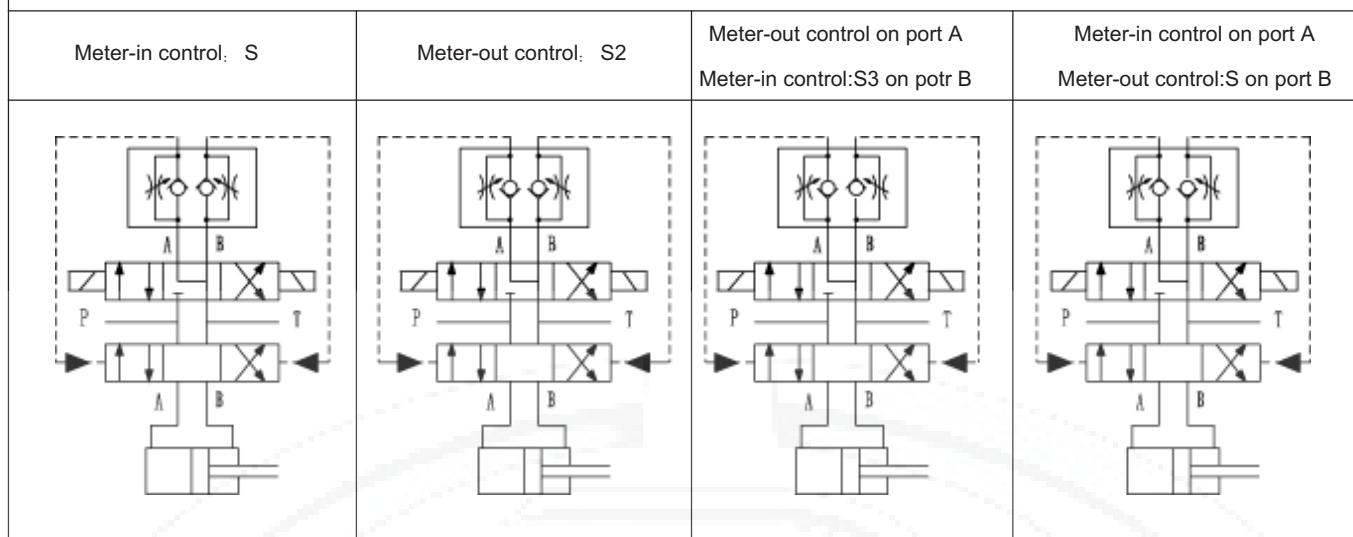 Meter-in control：S
Meter-out control：S2
Meter-out control on port A
Meter-in control:S3 on potr B
Meter-in control on port A
Meter-out control:S on port B
A B
P T
A B
A B
P T
A B
A B
P T
A B
A B
P T
A B